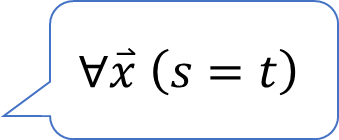 ∀x⃗ (s = t)